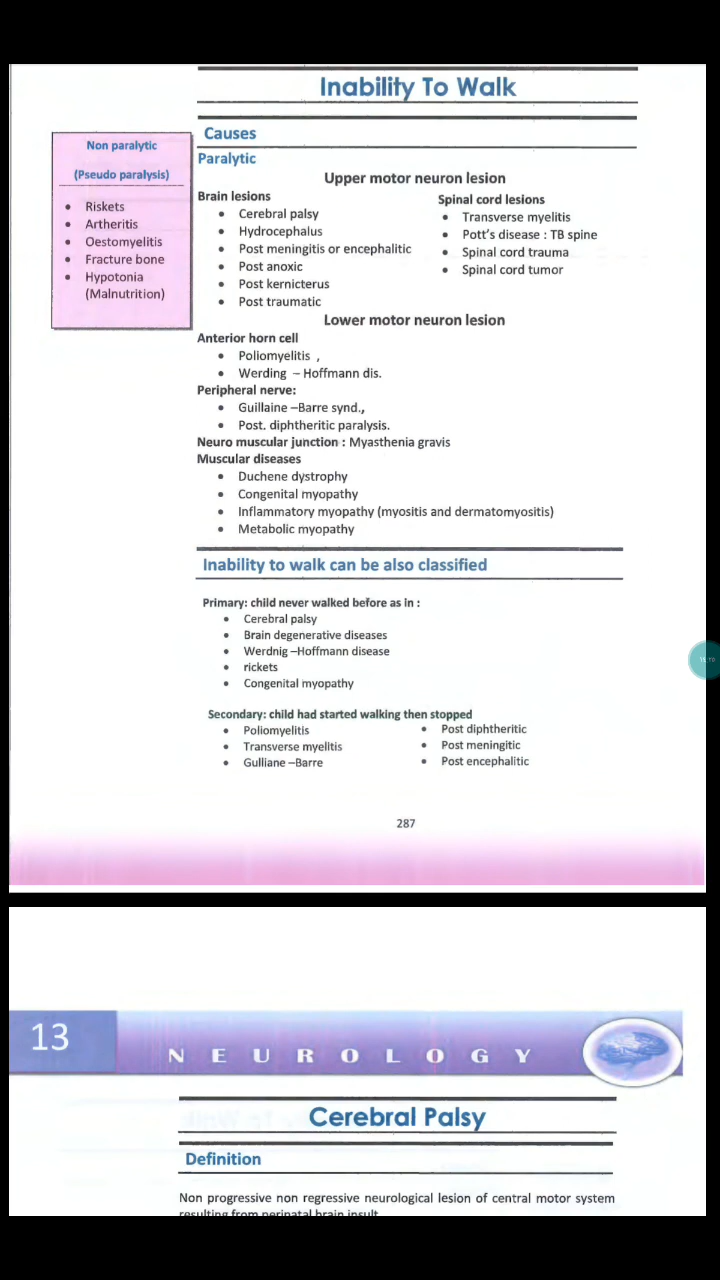 Inability To Walk
Causes
Non paralytic
(Pseudo paralysis)
• Riskets
• Artheritis
• Oestomyelitis
• Fracture bone
• Hypotonia
(Malnutrition)
Paralytic
Upper motor neuron lesion
Brain lesions
• Cerebral palsy
• Hydrocephalus
• Post meningitis or encephalitic
• Post anoxic
• Post kernicterus
• Post traumatic
Spinal cord lesions
• Transverse myelitis
• Pott's disease : TB spine
• Spinal cord trauma
• Spinal cord tumor
Lower motor neuron lesion
Anterior horn cell
• Poliomyelitis ,
• Werding – Hoffmann dis.
Peripheral nerve:
• Guillaine –Barre synd.,
• Post. diphtheritic paralysis.
Neuro muscular junction : Myasthenia gravis
Muscular diseases
• Duchene dystrophy
• Congenital myopathy
• Inflammatory myopathy (myositis and dermatomyositis)
• Metabolic myopathy
Inability to walk can be also classified
Primary: child never walked before as in :
• Cerebral palsy
• Brain degenerative diseases
• Werdnig –Hoffmann disease
• rickets
• Congenital myopathy
Secondary: child had started walking then stopped
• Poliomyelitis
• Transverse myelitis
• Gulliane –Barre
• Post diphtheritic
• Post meningitic
• Post encephalitic
287
13
NEUROLOGY
Cerebral Palsy
Definition
Non progressive non regressive neurological lesion of central motor system
resulting from perinatal brain insult